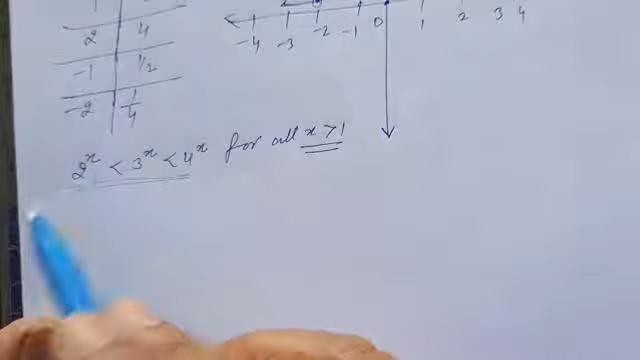 2 4
-1 1/2
-2 1/4
-4 -3 -2 -1 0 1 2 3 4
2^x < 3^x < 4^x for all x > 1